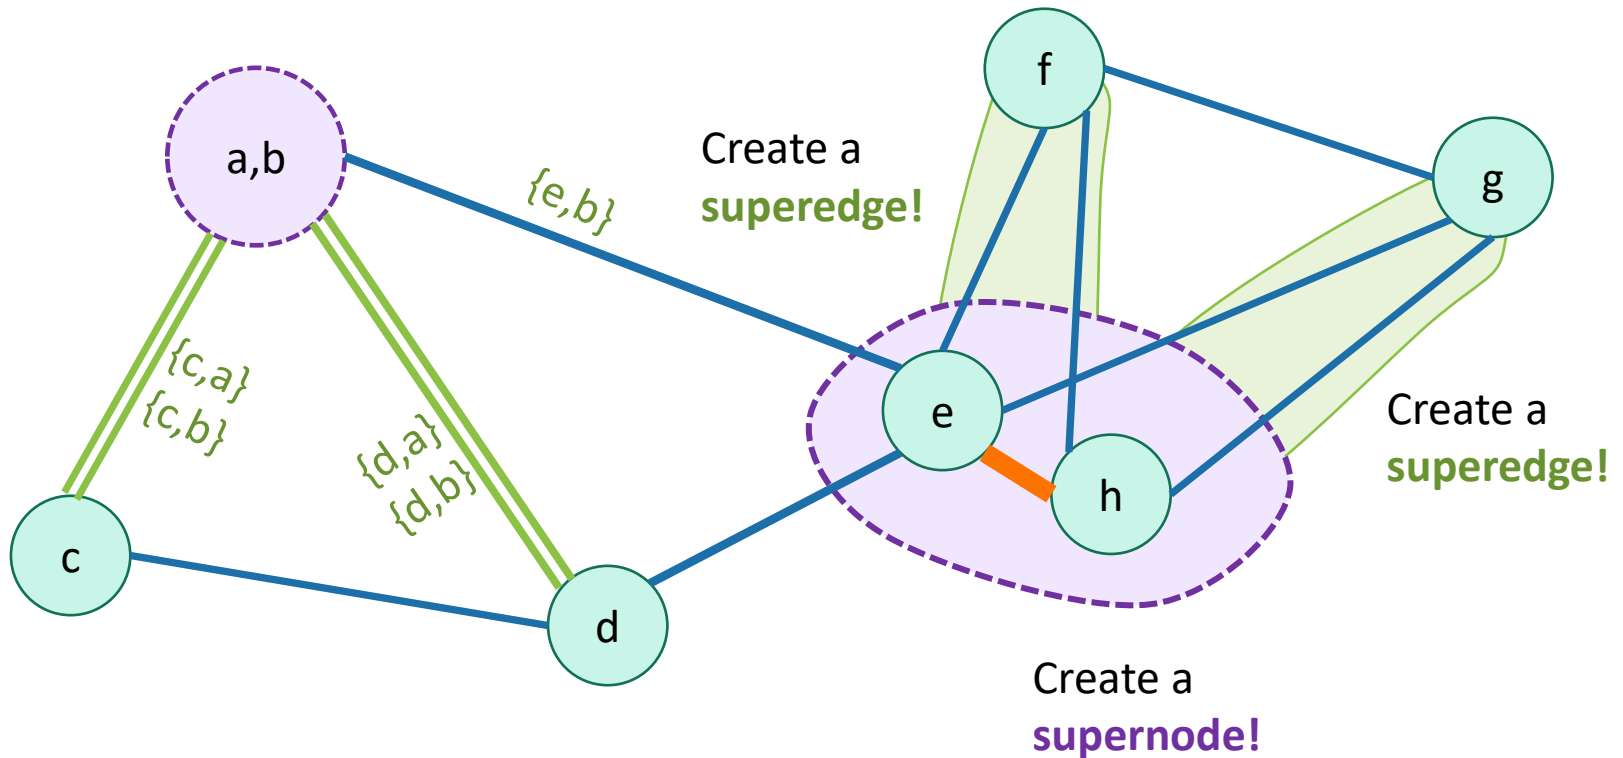 f
a,b
Create a
superedge!
g
{e,b}
{c,a}
{c,b}
{d,a}
{d,b}
e
h
Create a
superedge!
c
d
Create a
supernode!